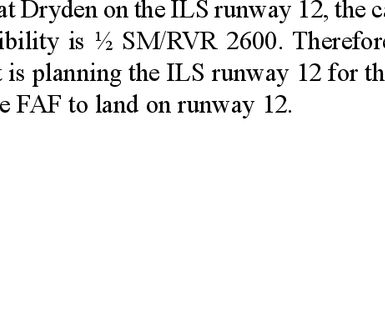 at Dryden on the ILS runway 12, the ca
ibility is ½ SM/RVR 2600. Therefore
t is planning the ILS runway 12 for th
e FAF to land on runway 12.